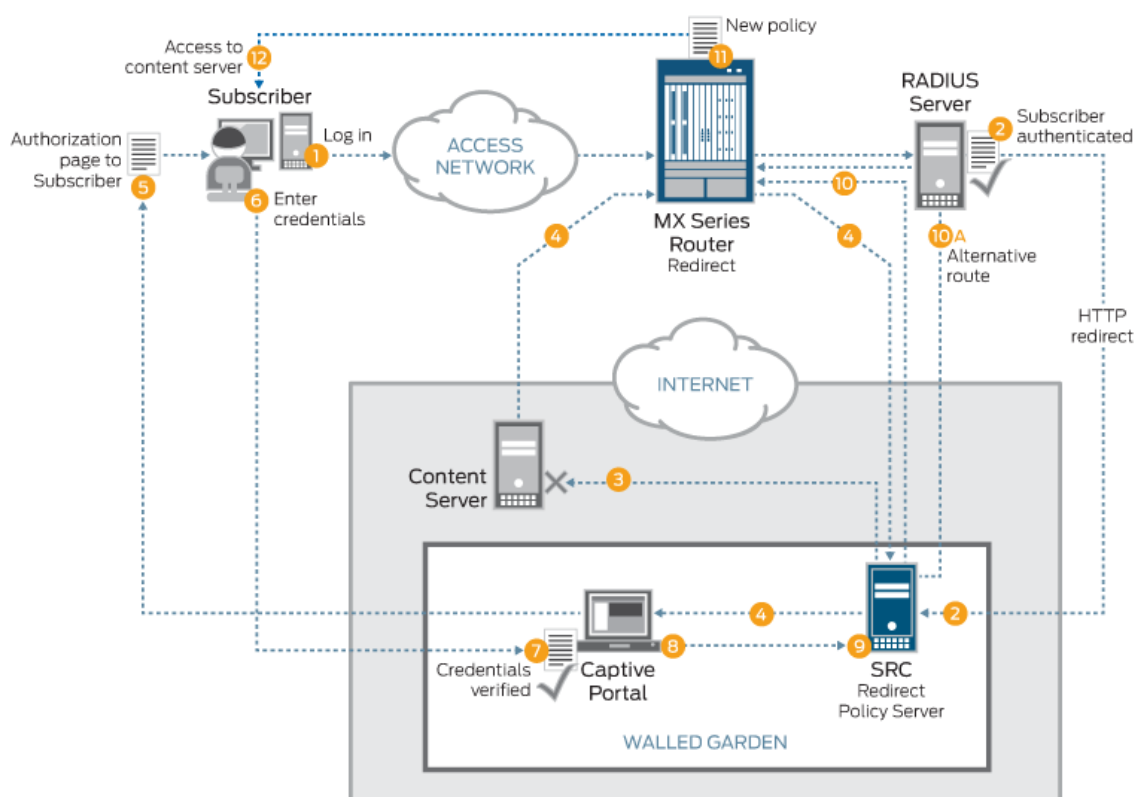 New policy
11
Access to
content server
12
Subscriber
RADIUS
Server
2
Subscriber
authenticated
Authorization
page to
Subscriber
5
Log in
1
ACCESS
NETWORK
6
Enter
credentials
10
MX Series
Router
Redirect
4
4
10A
Alternative
route
HTTP
redirect
INTERNET
Content
Server
3
4
2
7
8
9
Credentials
verified
Captive
Portal
SRC
Redirect
Policy Server
WALLED GARDEN